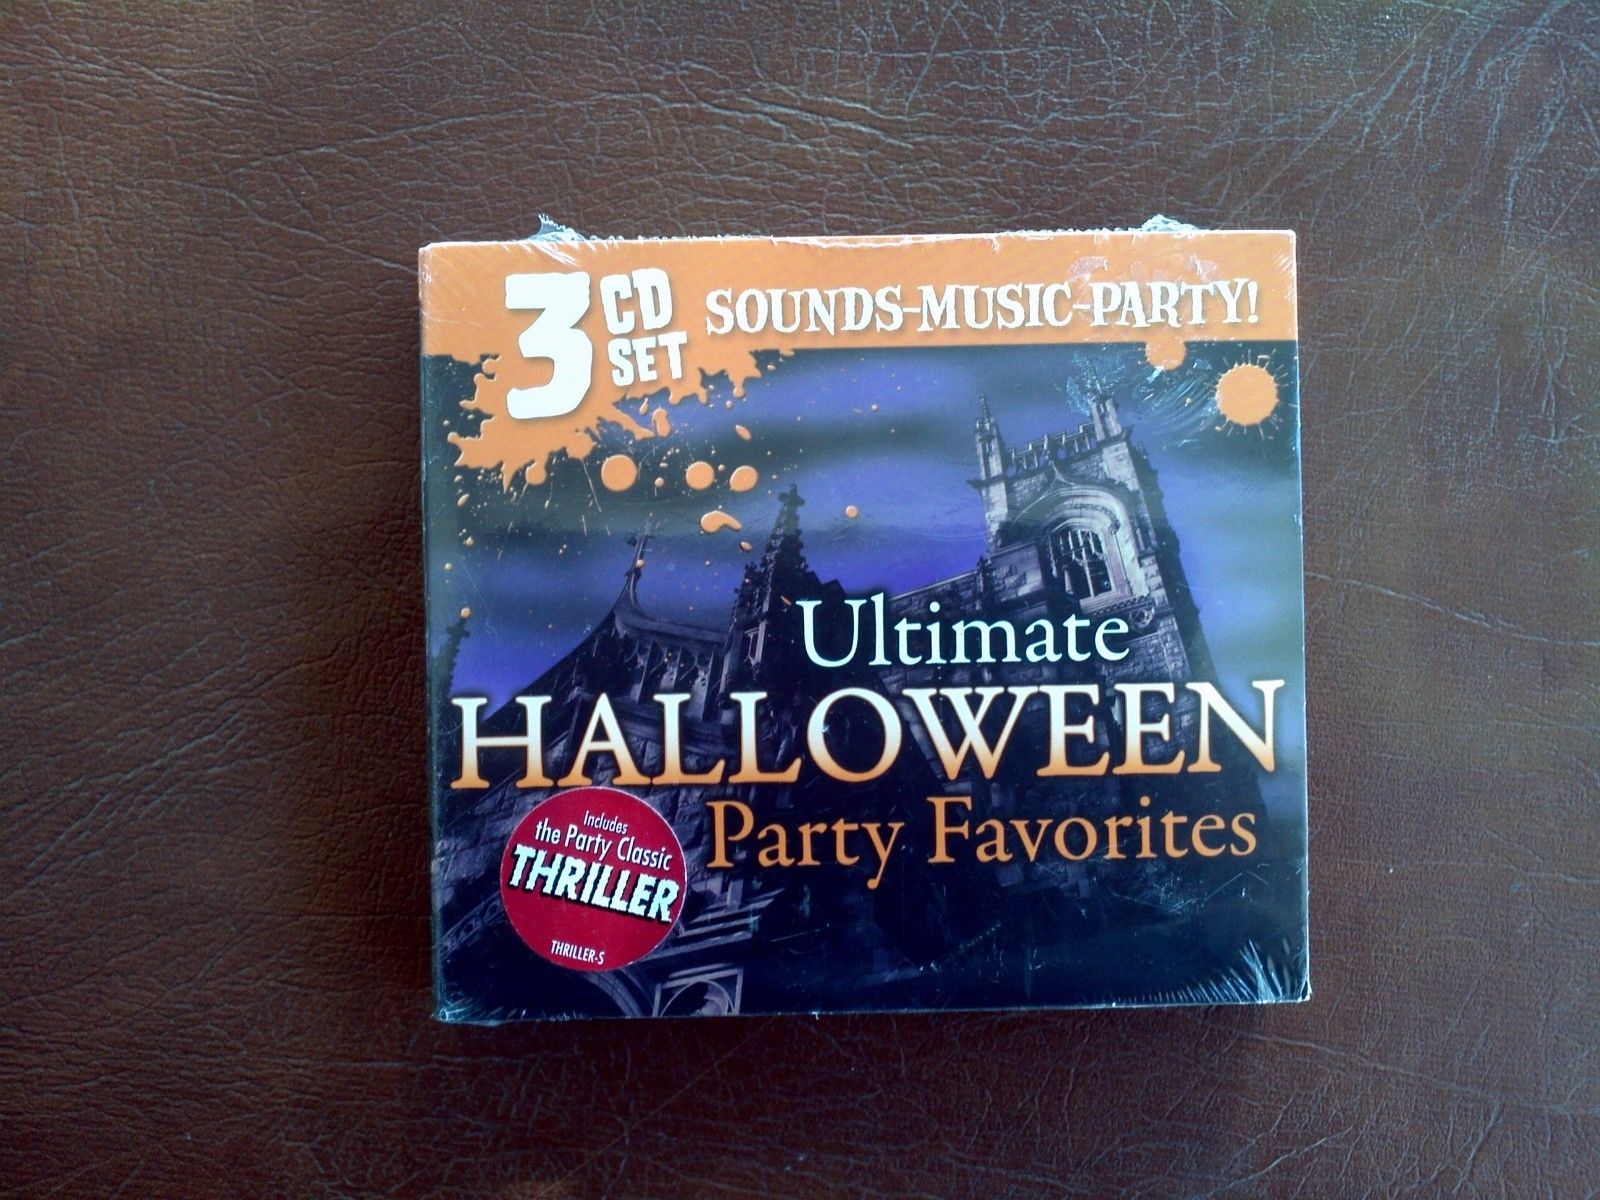 3 CD SET
SOUNDS-MUSIC-PARTY!
Ultimate
HALLOWEEN
Party Favorites
Includes
the Party Classic
THRILLER
THRILLER-S